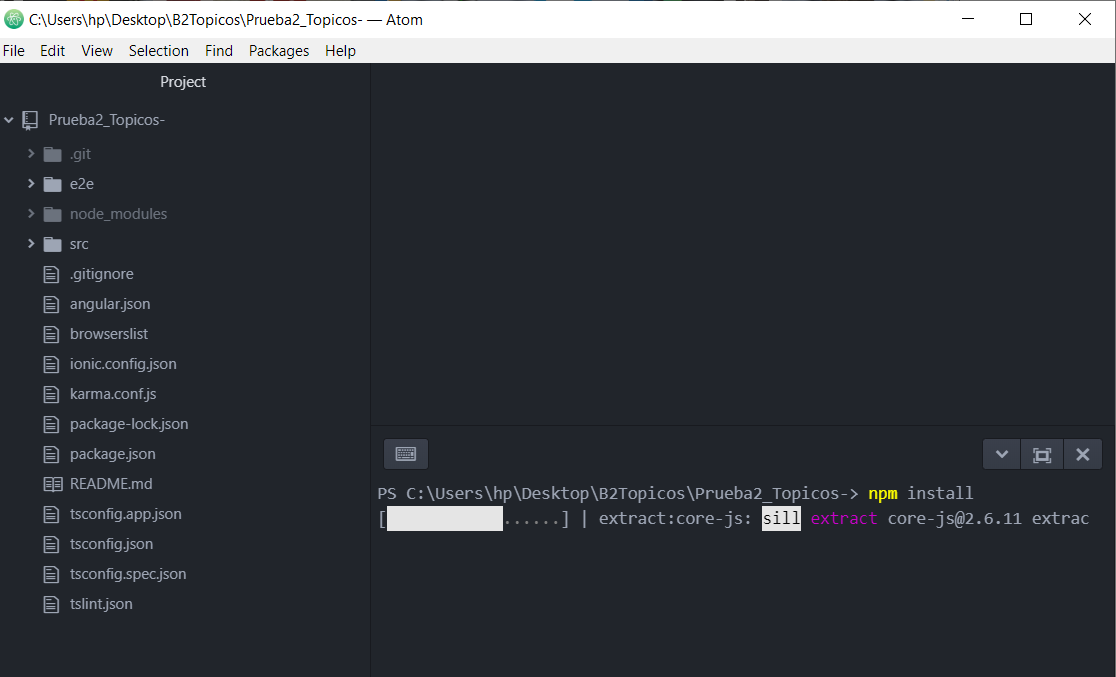 C:\Users\hp\Desktop\B2Topicos\Prueba2_Topicos- — Atom
File Edit View Selection Find Packages Help
Project
Prueba2_Topicos-
.git
e2e
node_modules
src
.gitignore
angular.json
browserslist
ionic.config.json
karma.conf.js
package-lock.json
package.json
README.md
tsconfig.app.json
tsconfig.json
tsconfig.spec.json
tslint.json
PS C:\Users\hp\Desktop\B2Topicos\Prueba2_Topicos-> npm install
[ ......] | extract:core-js: sill extract core-js@2.6.11 extrac